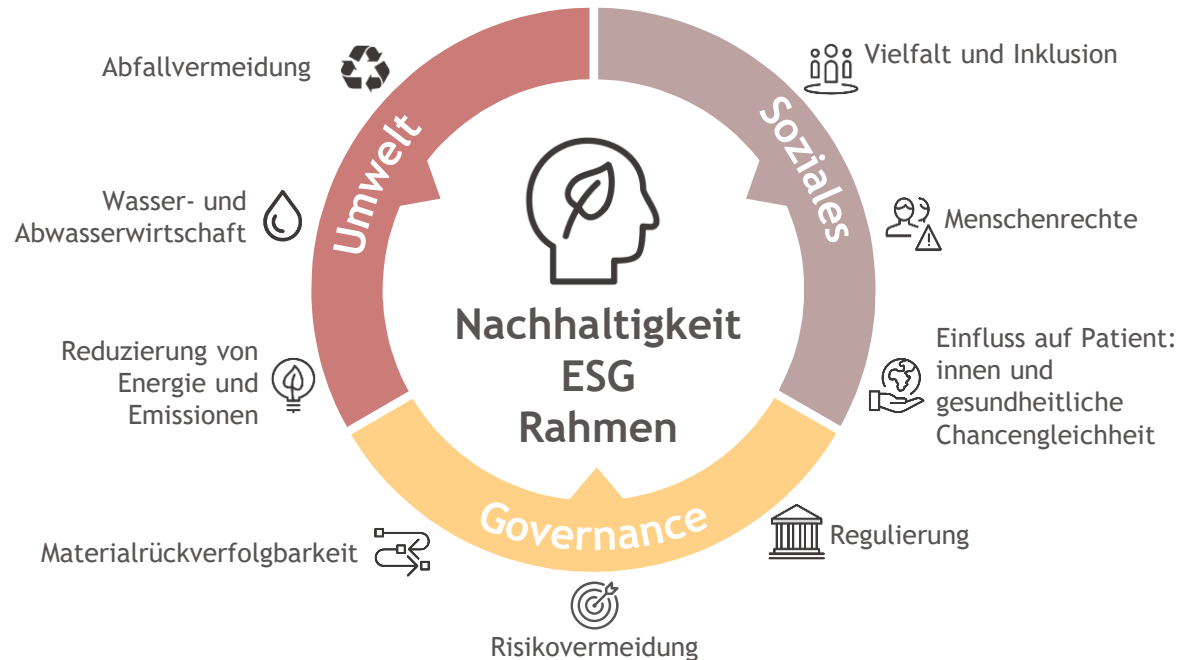 Abfallvermeidung
Wasser- und
Abwasserwirtschaft
Reduzierung von
Energie und
Emissionen
Umwelt
Nachhaltigkeit
ESG
Rahmen
Soziales
Vielfalt und Inklusion
Menschenrechte
Einfluss auf Patient:
innen und
gesundheitliche
Chancengleichheit
Governance
Materialrückverfolgbarkeit
Risikovermeidung
Regulierung